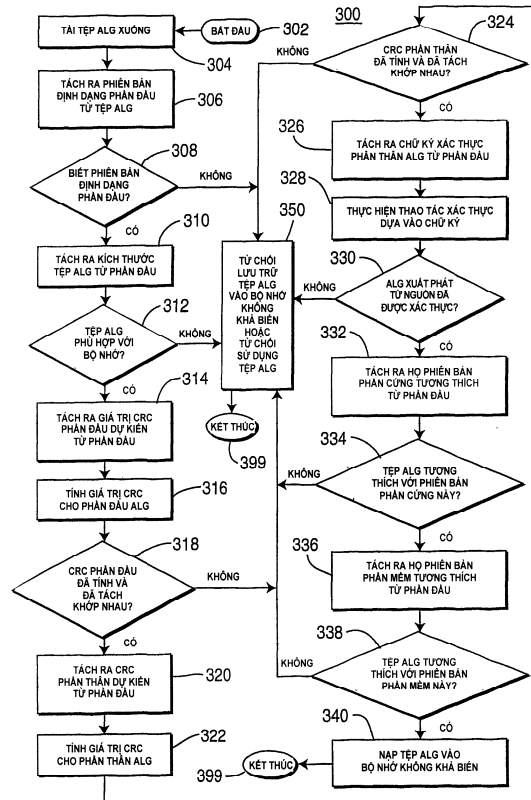 300
BẮT ĐẦU
302
TẢI TỆP ALG XUỐNG
304
TÁCH RA PHIÊN BẢN
ĐỊNH DẠNG PHẦN ĐẦU
TỪ TỆP ALG
306
308
BIẾT PHIÊN BẢN
ĐỊNH DẠNG
PHẦN ĐẦU?
KHÔNG
CÓ
310
TÁCH RA KÍCH THƯỚC
TỆP ALG TỪ PHẦN ĐẦU
312
TỆP ALG
PHÙ HỢP VỚI
BỘ NHỚ?
KHÔNG
CÓ
314
TÁCH RA GIÁ TRỊ CRC
PHẦN ĐẦU DỰ KIẾN
TỪ PHẦN ĐẦU
TÍNH GIÁ TRỊ CRC
CHO PHẦN ĐẦU ALG
316
318
CRC PHẦN ĐẦU
ĐÃ TÍNH VÀ
ĐÃ TÁCH
KHỚP NHAU?
KHÔNG
CÓ
TÁCH RA CRC
PHẦN THÂN DỰ KIẾN
TỪ PHẦN ĐẦU
320
TÍNH GIÁ TRỊ CRC
CHO PHẦN THÂN ALG
322
324
CRC PHẦN THÂN
ĐÃ TÍNH VÀ ĐÃ TÁCH
KHỚP NHAU?
KHÔNG
CÓ
326
TÁCH RA CHỮ KÝ XÁC THỰC
PHẦN THÂN ALG TỪ PHẦN ĐẦU
328
THỰC HIỆN THAO TÁC XÁC THỰC
DỰA VÀO CHỮ KÝ
330
ALG XUẤT PHÁT
TỪ NGUỒN ĐÃ
ĐƯỢC XÁC THỰC?
KHÔNG
CÓ
332
TÁCH RA HỌ PHIÊN BẢN
PHẦN CỨNG TƯƠNG THÍCH
TỪ PHẦN ĐẦU
334
TỆP ALG TƯƠNG
THÍCH VỚI PHIÊN BẢN
PHẦN CỨNG NÀY?
KHÔNG
CÓ
336
TÁCH RA HỌ PHIÊN BẢN
PHẦN MỀM TƯƠNG THÍCH
TỪ PHẦN ĐẦU
338
TỆP ALG TƯƠNG
THÍCH VỚI PHIÊN BẢN
PHẦN MỀM NÀY?
KHÔNG
CÓ
340
NẠP TỆP ALG VÀO
BỘ NHỚ KHÔNG KHẢ BIẾN
KẾT THÚC
399
350
TỪ CHỐI
LƯU TRỮ
TỆP ALG
VÀO BỘ NHỚ
KHÔNG
KHẢ BIẾN
HOẶC
TỪ CHỐI
SỬ DỤNG
TỆP ALG
KẾT THÚC
399